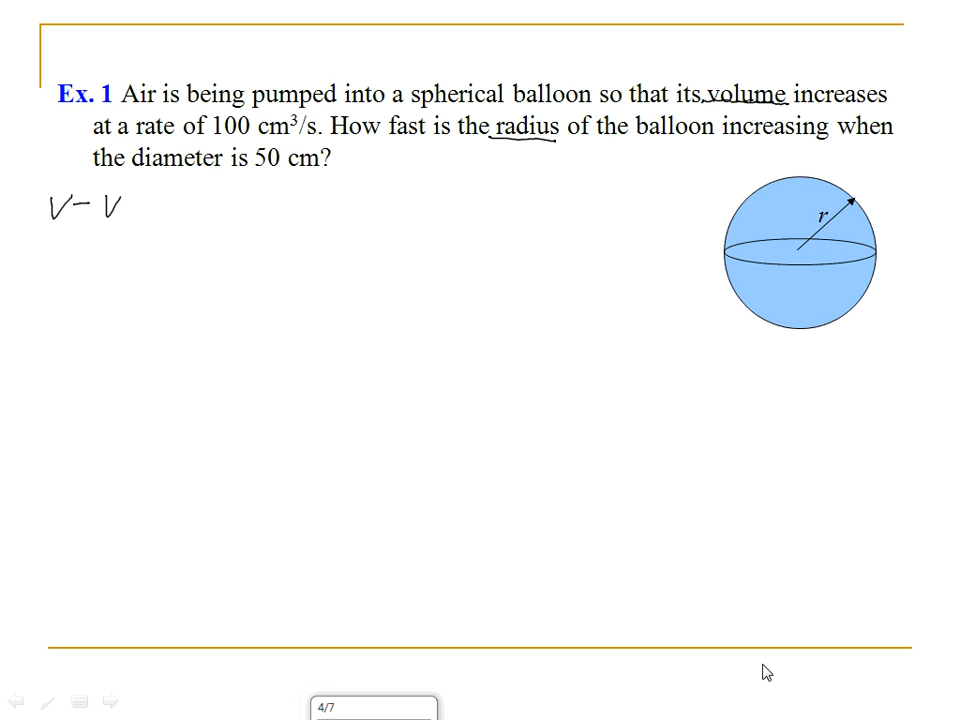 Ex. 1 Air is being pumped into a spherical balloon so that its volume increases
at a rate of 100 cm³/s. How fast is the radius of the balloon increasing when
the diameter is 50 cm?
V – V
r
4/7